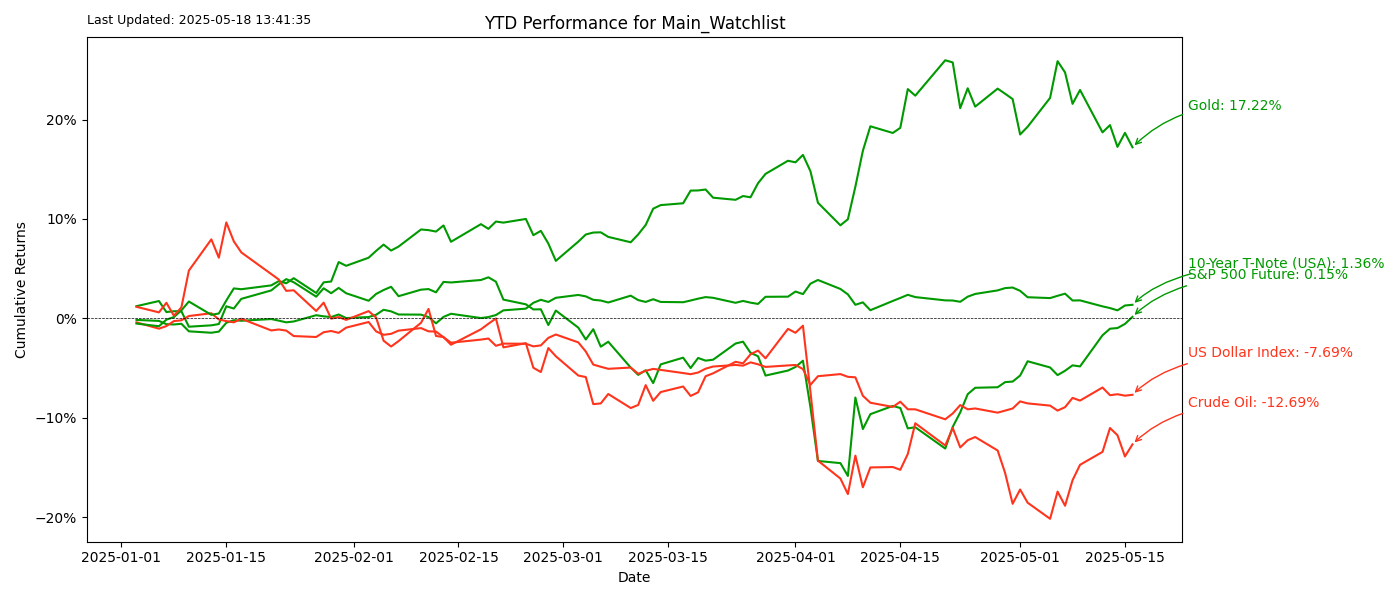 Last Updated: 2025-05-18 13:41:35
YTD Performance for Main_Watchlist
Cumulative Returns
20%
10%
0%
−10%
−20%
Gold: 17.22%
10-Year T-Note (USA): 1.36%
S&P 500 Future: 0.15%
US Dollar Index: -7.69%
Crude Oil: -12.69%
2025-01-01
2025-01-15
2025-02-01
2025-02-15
2025-03-01
2025-03-15
2025-04-01
2025-04-15
2025-05-01
2025-05-15
Date